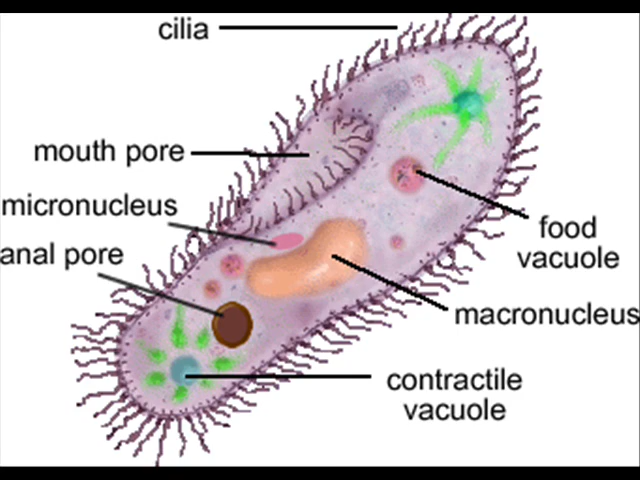 cilia
mouth pore
micronucleus
anal pore
food
vacuole
macronucleus
contractile
vacuole